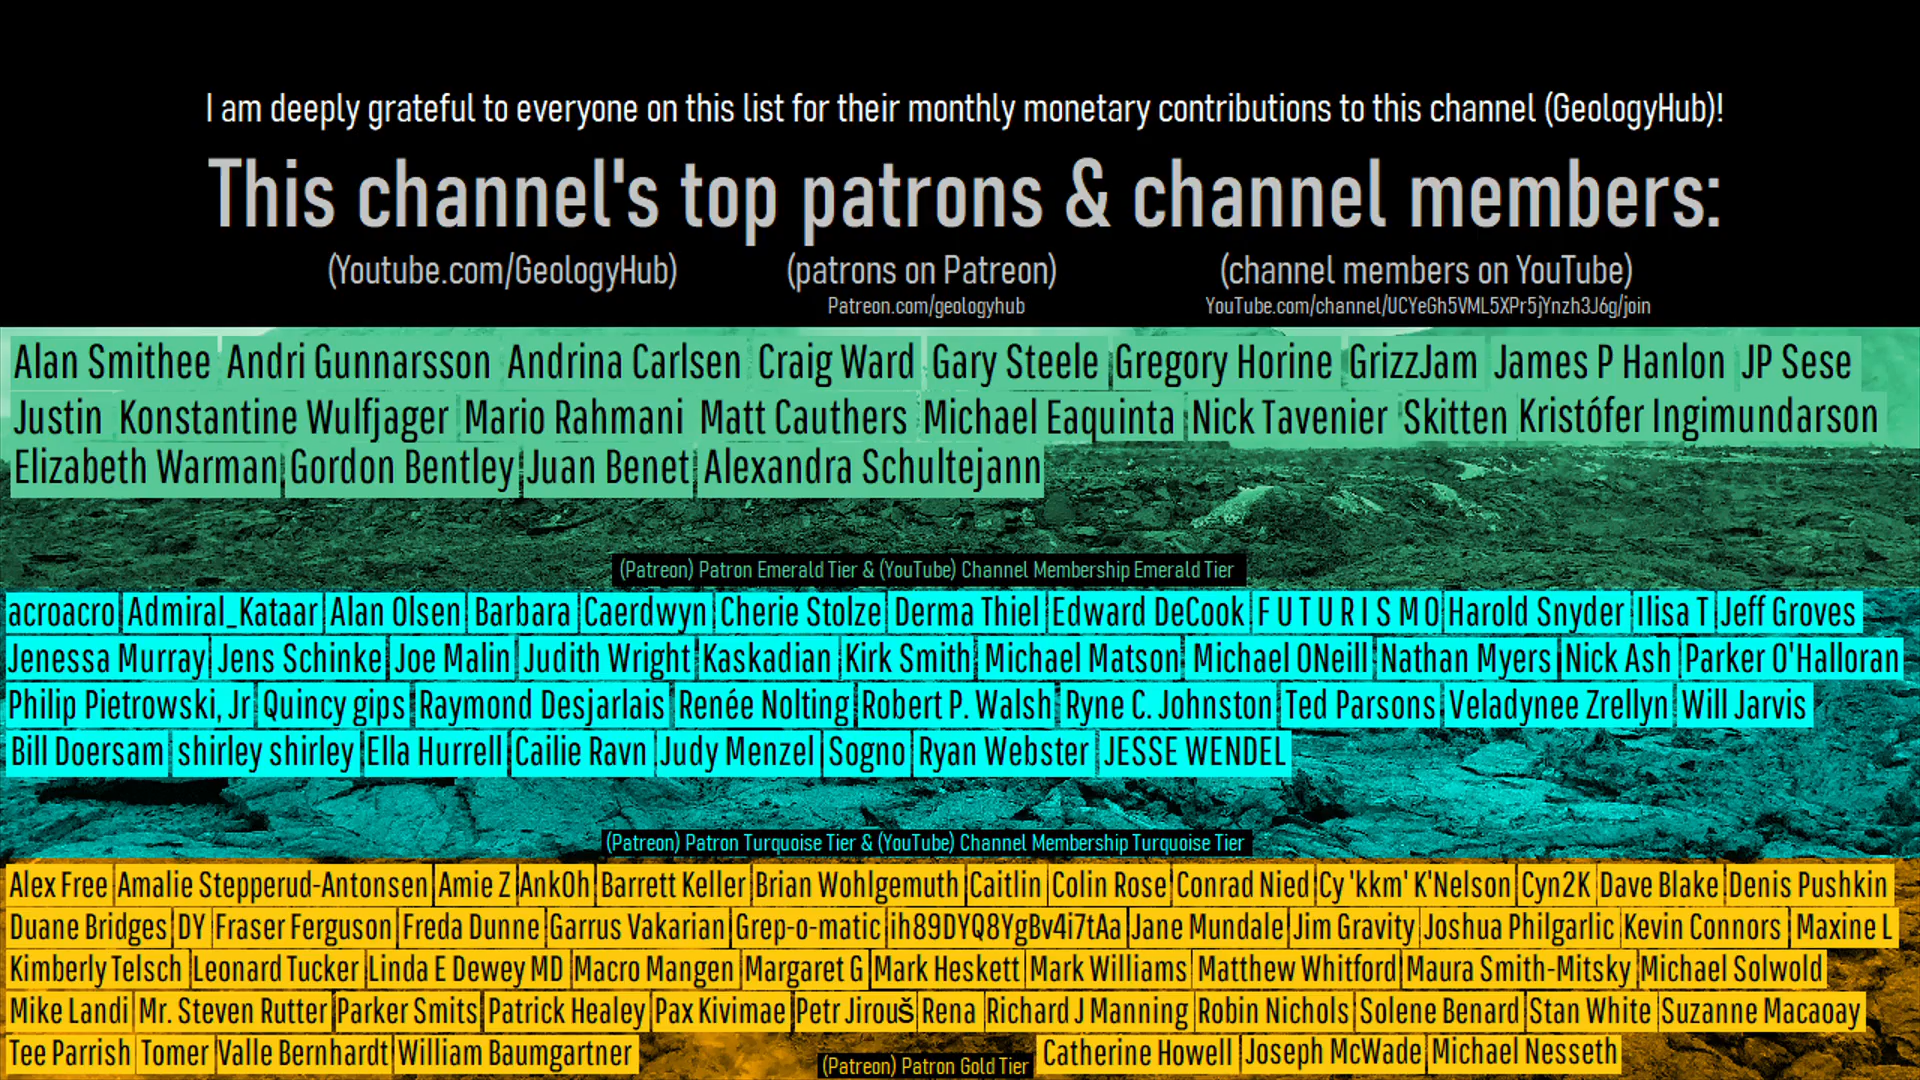 I am deeply grateful to everyone on this list for their monthly monetary contributions to this channel (GeologyHub)!
This channel's top patrons & channel members:
(Youtube.com/GeologyHub) (patrons on Patreon) (channel members on YouTube)
Patreon.com/geologyhub YouTube.com/channel/UCYeGh5VML5XPr5jYnzh3J6g/join
Alan Smithee Andri Gunnarsson Andrina Carlsen Craig Ward Gary Steele Gregory Horine GrizzJam James P Hanlon JP Sese
Justin Konstantine Wulfjager Mario Rahmani Matt Cauthers Michael Eaquinta Nick Tavenier Skitten Kristófer Ingimundarson
Elizabeth Warman Gordon Bentley Juan Benet Alexandra Schultejann
(Patreon) Patron Emerald Tier & (YouTube) Channel Membership Emerald Tier
acroacro Admiral_Kataar Alan Olsen Barbara Caerdwyn Cherie Stolze Derma Thiel Edward DeCook F U T U R I S M O Harold Snyder Ilisa T Jeff Groves
Jenessa Murray Jens Schinke Joe Malin Judith Wright Kaskadian Kirk Smith Michael Matson Michael ONeill Nathan Myers Nick Ash Parker O'Halloran
Philip Pietrowski, Jr Quincy gips Raymond Desjarlais Renée Nolting Robert P. Walsh Ryne C. Johnston Ted Parsons Veladynee Zrellyn Will Jarvis
Bill Doersam shirley shirley Ella Hurrell Cailie Ravn Judy Menzel Sogno Ryan Webster JESSE WENDEL
(Patreon) Patron Turquoise Tier & (YouTube) Channel Membership Turquoise Tier
Alex Free Amalie Stepperud-Antonsen Amie Z AnkOh Barrett Keller Brian Wohlgemuth Caitlin Colin Rose Conrad Nied Cy 'kkm' K'Nelson Cyn2K Dave Blake Denis Pushkin
Duane Bridges DY Fraser Ferguson Freda Dunne Garrus Vakarian Grep-o-matic ih89DYQ8YgBv4i7tAa Jane Mundale Jim Gravity Joshua Philgarlic Kevin Connors Maxine L
Kimberly Telsch Leonard Tucker Linda E Dewey MD Macro Mangen Margaret G Mark Heskett Mark Williams Matthew Whitford Maura Smith-Mitsky Michael Solwold
Mike Landi Mr. Steven Rutter Parker Smits Patrick Healey Pax Kivimae Petr Jirouš Rena Richard J Manning Robin Nichols Solene Benard Stan White Suzanne Macaoay
Tee Parrish Tomer Valle Bernhardt William Baumgartner (Patreon) Patron Gold Tier Catherine Howell Joseph McWade Michael Nesseth